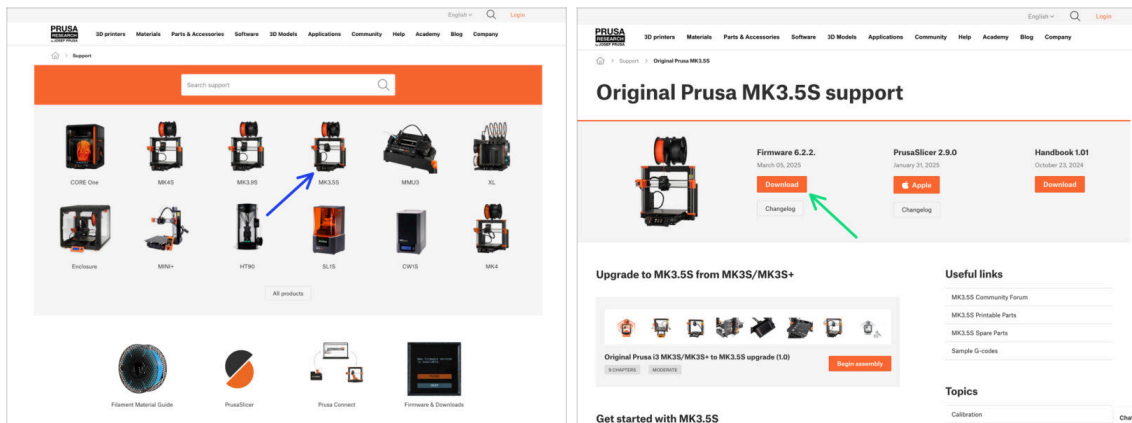 English
Login
PRUSA
RESEARCH
by JOSEF PRUSA
3D printers Materials Parts & Accessories Software 3D Models Applications Community Help Academy Blog Company
Support
Search support
CORE One MK4S MK3.9S MK3.5S MMU3 XL
Enclosure MINI+ HT90 SL1S CW1S MK4
All products
Filament Material Guide PrusaSlicer Prusa Connect Firmware & Downloads
English
Login
PRUSA
RESEARCH
by JOSEF PRUSA
3D printers Materials Parts & Accessories Software 3D Models Applications Community Help Academy Blog Company
Support Original Prusa MK3.5S
Original Prusa MK3.5S support
Firmware 6.2.2.
March 05, 2025
Download
Changelog
PrusaSlicer 2.9.0
January 31, 2025
Apple
Changelog
Handbook 1.01
October 23, 2024
Download
Upgrade to MK3.5S from MK3S/MK3S+
Original Prusa i3 MK3S/MK3S+ to MK3.5S upgrade (1.0)
9 CHAPTERS MODERATE
Begin assembly
Get started with MK3.5S
Useful links
MK3.5S Community Forum
MK3.5S Printable Parts
MK3.5S Spare Parts
Sample G-codes
Topics
Calibration
Chat